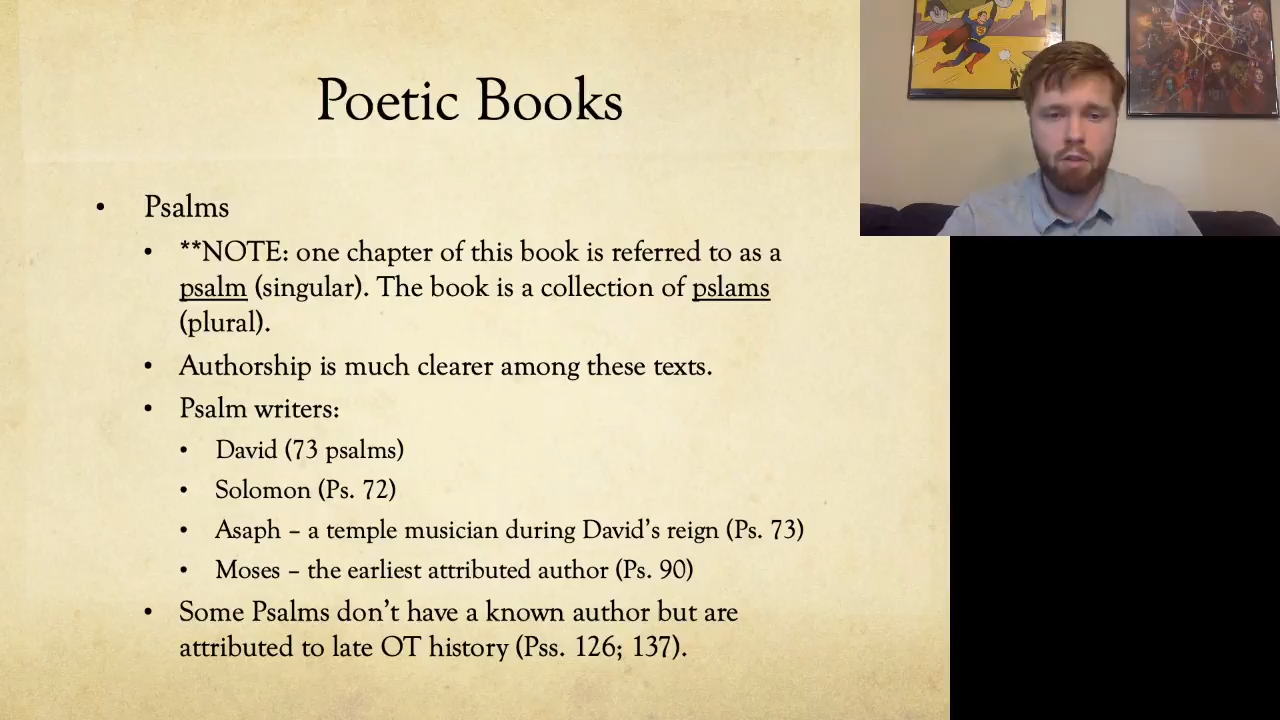 Poetic Books
• Psalms
• **NOTE: one chapter of this book is referred to as a
psalm (singular). The book is a collection of pslams
(plural).
• Authorship is much clearer among these texts.
• Psalm writers:
• David (73 psalms)
• Solomon (Ps. 72)
• Asaph – a temple musician during David’s reign (Ps. 73)
• Moses – the earliest attributed author (Ps. 90)
• Some Psalms don’t have a known author but are
attributed to late OT history (Pss. 126; 137).